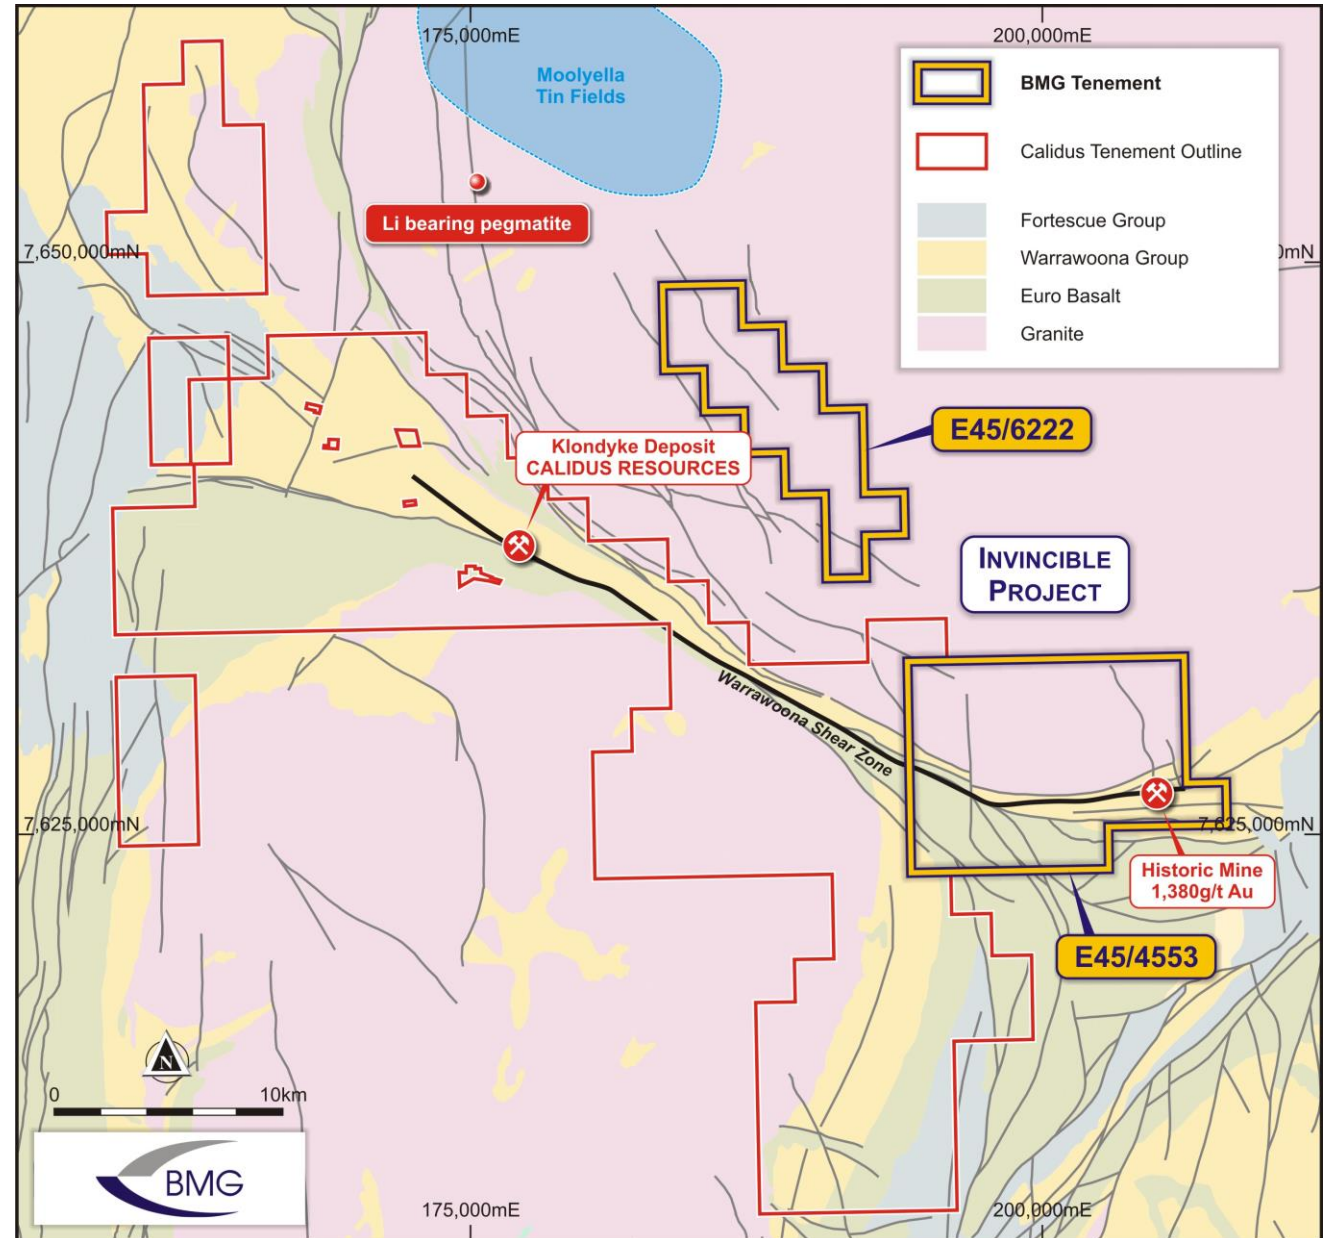 175,000mE
200,000mE
Moolyella
Tin Fields
BMG Tenement
Calidus Tenement Outline
Fortescue Group
Warrawoona Group
Euro Basalt
Granite
Li bearing pegmatite
7,650,000mN
0mN
Klondyke Deposit
CALIDUS RESOURCES
E45/6222
INVINCIBLE
PROJECT
Warrawoona Shear Zone
7,625,000mN
7,625,000mN
Historic Mine
1,380g/t Au
E45/4553
N
0
10km
BMG
175,000mE
200,000mE